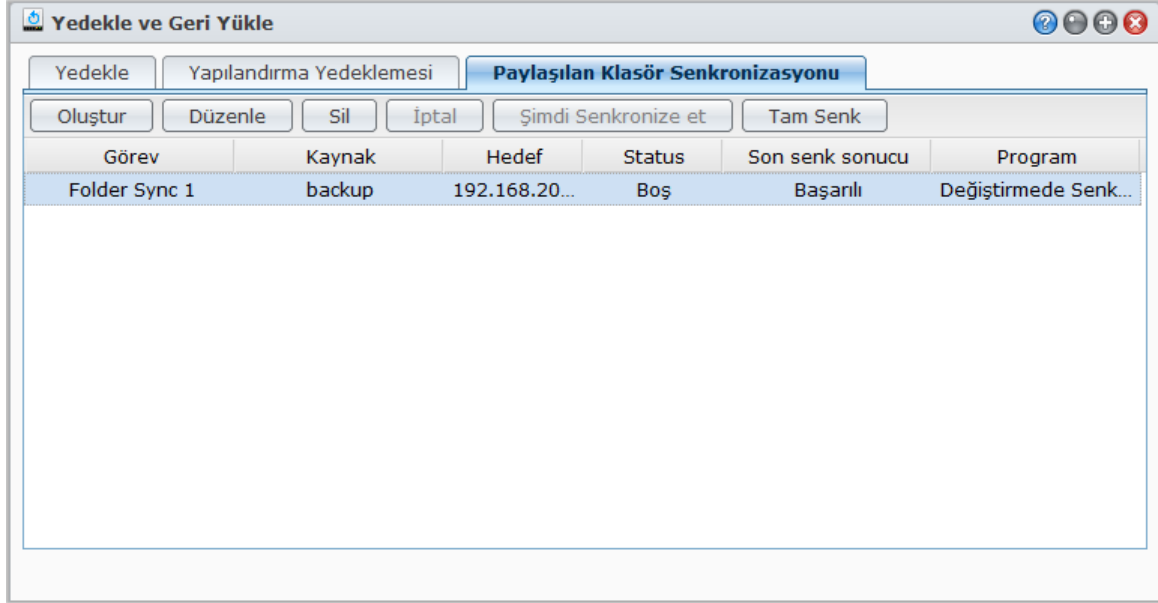 Yedekle ve Geri Yükle
Yedekle Yapılandırma Yedeklemesi Paylaşılan Klasör Senkronizasyonu
Oluştur Düzenle Sil İptal Şimdi Senkronize et Tam Senk
Görev Kaynak Hedef Status Son senk sonucu Program
Folder Sync 1 backup 192.168.20... Boş Başarılı Değiştirmede Senk...